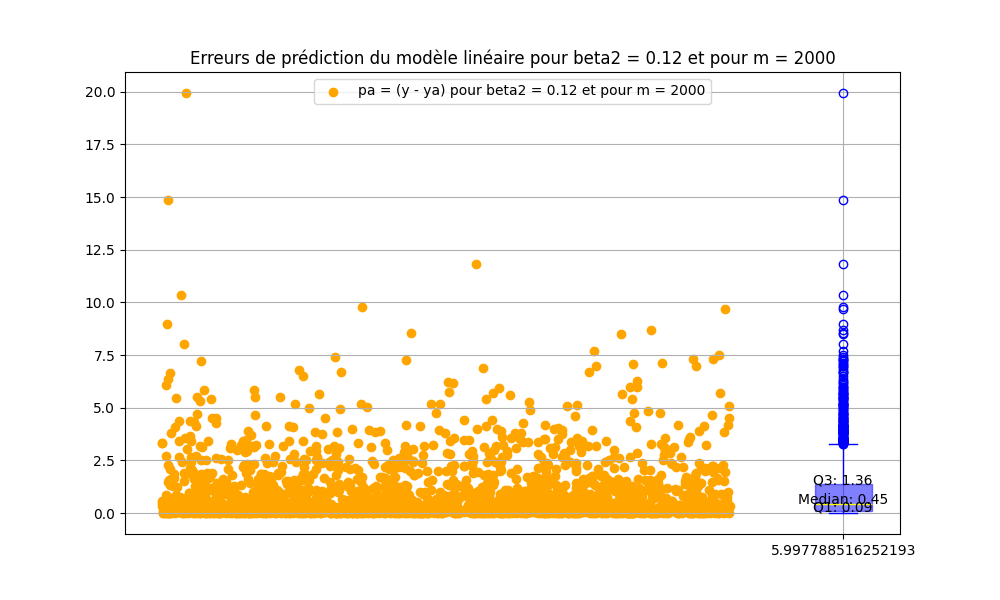 Erreurs de prédiction du modèle linéaire pour beta2 = 0.12 et pour m = 2000
pa = (y - ya) pour beta2 = 0.12 et pour m = 2000
20.0
17.5
15.0
12.5
10.0
7.5
5.0
2.5
0.0
Q3: 1.36
Median: 0.45
Q1: 0.09
5.997788516252193